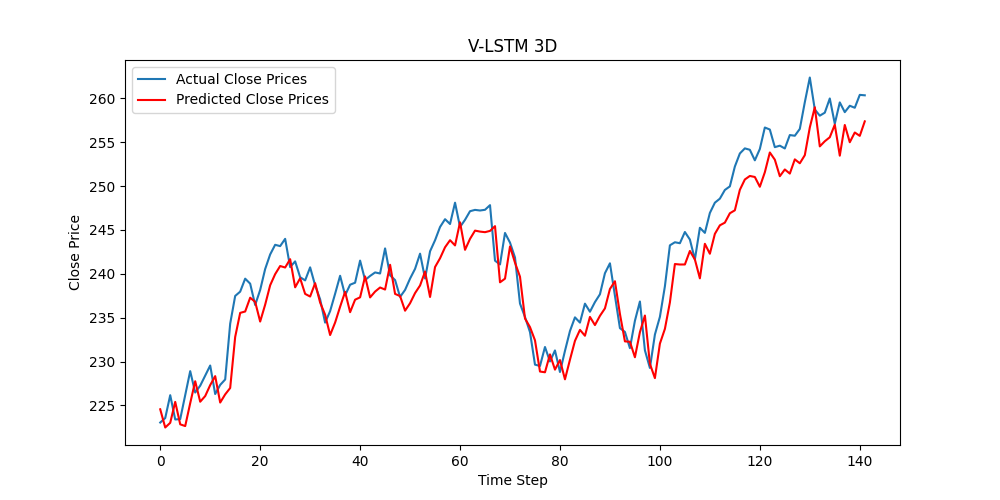 V-LSTM 3D
Actual Close Prices
Predicted Close Prices
260
255
250
245
240
235
230
225
Close Price
0 20 40 60 80 100 120 140
Time Step